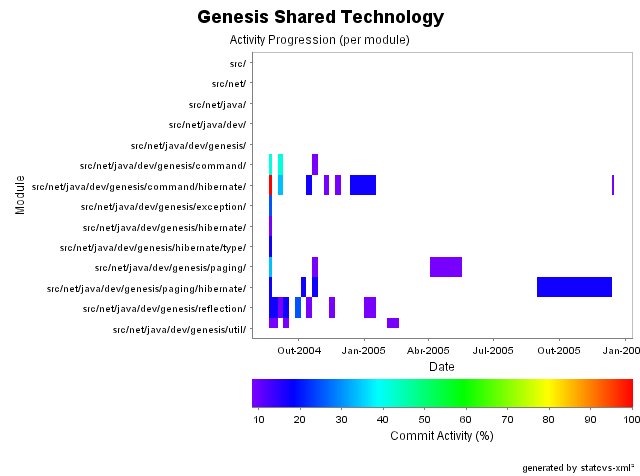 Genesis Shared Technology
Activity Progression (per module)
Module
src/
src/net/
src/net/java/
src/net/java/dev/
src/net/java/dev/genesis/
src/net/java/dev/genesis/command/
src/net/java/dev/genesis/command/hibernate/
src/net/java/dev/genesis/exception/
src/net/java/dev/genesis/hibernate/
src/net/java/dev/genesis/hibernate/type/
src/net/java/dev/genesis/paging/
src/net/java/dev/genesis/paging/hibernate/
src/net/java/dev/genesis/reflection/
src/net/java/dev/genesis/util/
Oct-2004 Jan-2005 Apr-2005 Jul-2005 Oct-2005 Jan-200
Date
10 20 30 40 50 60 70 80 90 100
Commit Activity (%)
generated by statcvs-xml²